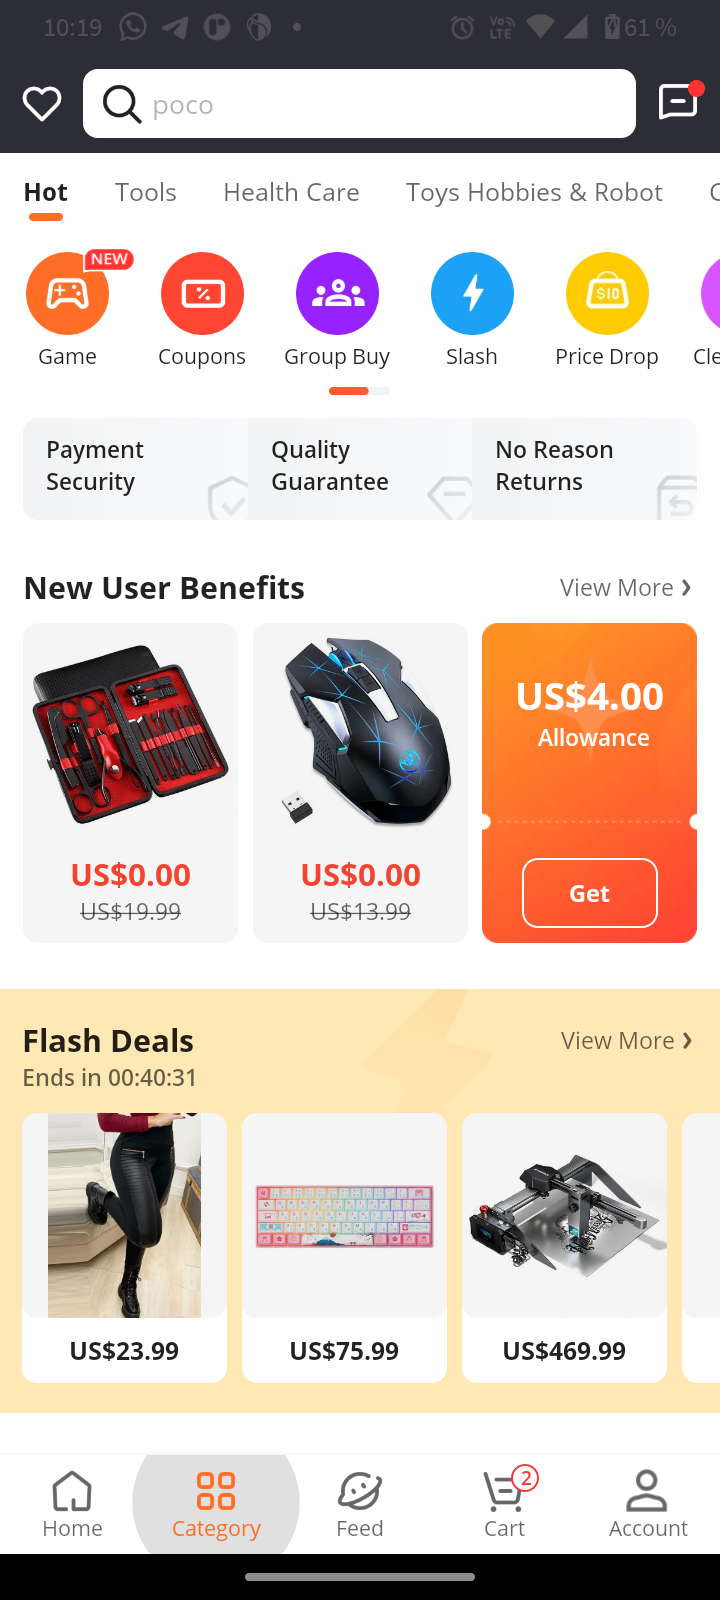 10:19
Vo)) LTE
61 %
poco
Hot Tools Health Care Toys Hobbies & Robot
NEW
Game Coupons Group Buy Slash $10 Price Drop Cle
Payment Security
Quality Guarantee
No Reason Returns
New User Benefits View More
US$0.00 US$0.00 US$4.00
US$19.99 US$13.99 Allowance
Get
Flash Deals View More
Ends in 00:40:31
US$23.99 US$75.99 US$469.99
2
Home Category Feed Cart Account